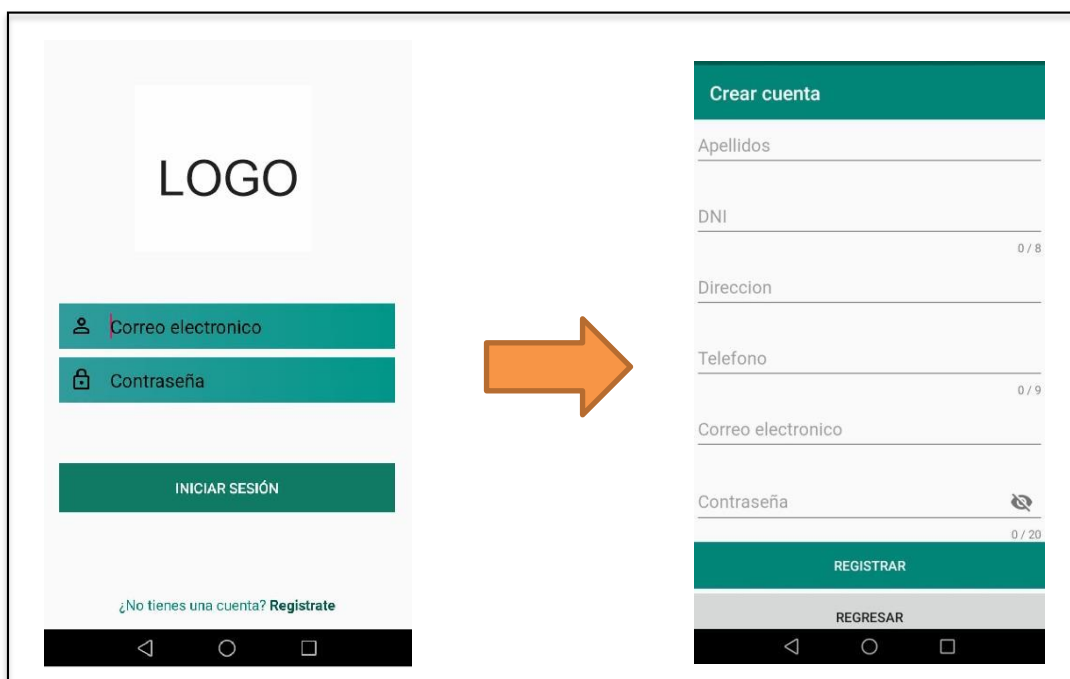 LOGO
Correo electronico
Contraseña
INICIAR SESIÓN
¿No tienes una cuenta? Registrate
Crear cuenta
Apellidos
DNI
0 / 8
Direccion
Telefono
0 / 9
Correo electronico
Contraseña
0 / 20
REGISTRAR
REGRESAR